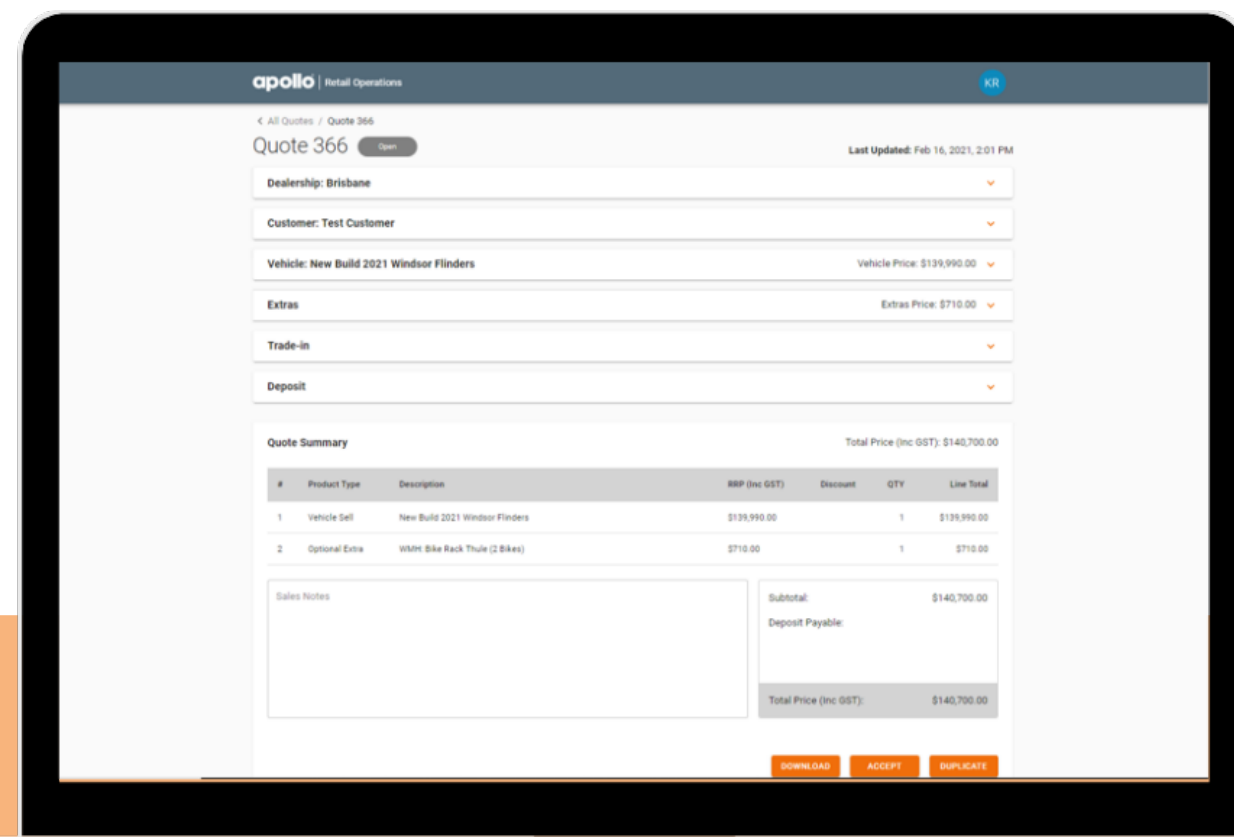 apollo | Retail Operations KR
< All Quotes / Quote 366
Quote 366 Open Last Updated: Feb 16, 2021, 2:01 PM
Dealership: Brisbane
Customer: Test Customer
Vehicle: New Build 2021 Windsor Flinders Vehicle Price: $139,990.00
Extras Extras Price: $710.00
Trade-in
Deposit
Quote Summary Total Price (Inc GST): $140,700.00
# Product Type Description RRP (Inc GST) Discount QTY Line Total
1 Vehicle Sell New Build 2021 Windsor Flinders $139,990.00 1 $139,990.00
2 Optional Extra WMH: Bike Rack Thule (2 Bikes) $710.00 1 $710.00
Sales Notes Subtotal: $140,700.00
Deposit Payable:
Total Price (Inc GST): $140,700.00
DOWNLOAD ACCEPT DUPLICATE